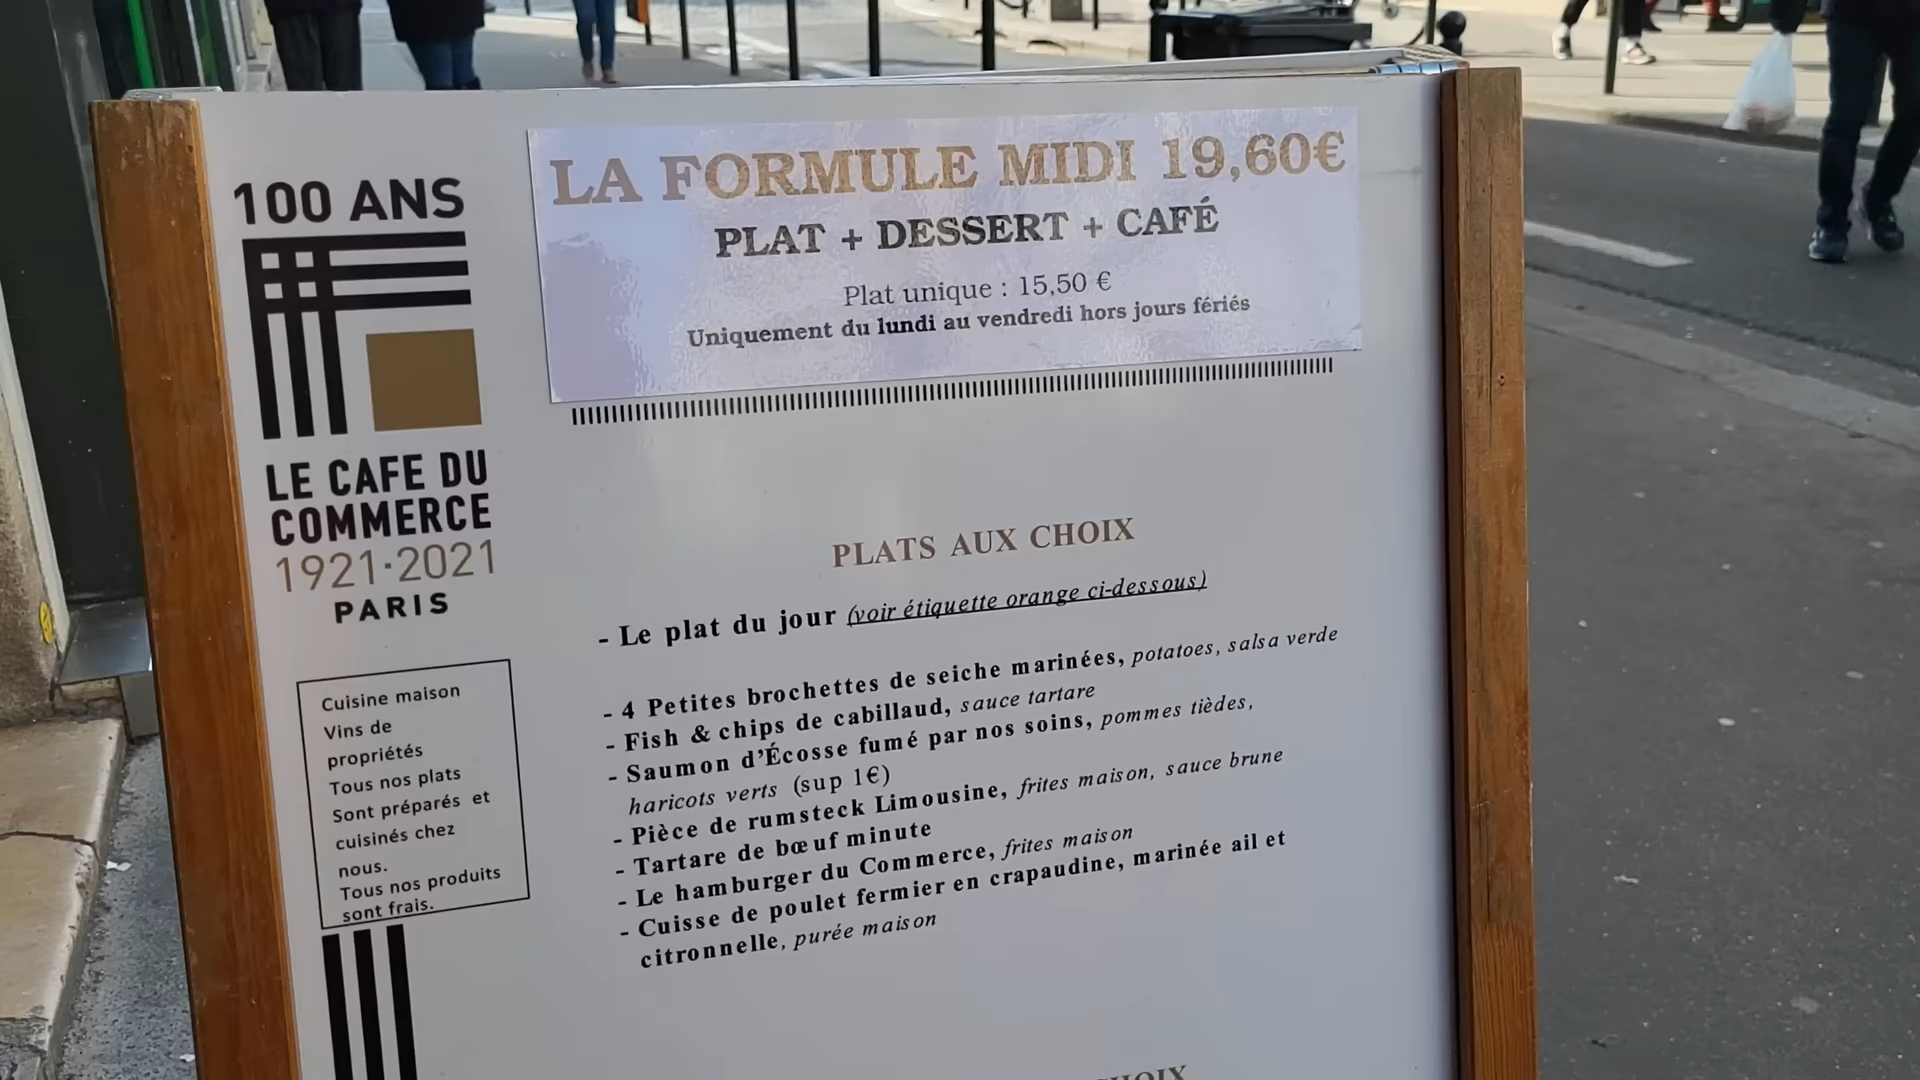 100 ANS
LE CAFE DU
COMMERCE
1921·2021
PARIS
Cuisine maison
Vins de
propriétés
Tous nos plats
Sont préparés et
cuisinés chez
nous.
Tous nos produits
sont frais.
LA FORMULE MIDI 19,60€
PLAT + DESSERT + CAFÉ
Plat unique : 15,50 €
Uniquement du lundi au vendredi hors jours fériés
PLATS AUX CHOIX
- Le plat du jour (voir étiquette orange ci-dessous)
- 4 Petites brochettes de seiche marinées, potatoes, salsa verde
- Fish & chips de cabillaud, sauce tartare
- Saumon d'Écosse fumé par nos soins, pommes tièdes,
haricots verts (sup 1€)
- Pièce de rumsteck Limousine, frites maison, sauce brune
- Tartare de bœuf minute
- Le hamburger du Commerce, frites maison
- Cuisse de poulet fermier en crapaudine, marinée ail et
citronnelle, purée maison